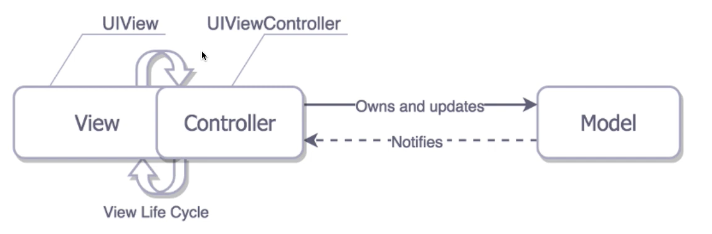 UIView
UIViewController
View
Controller
Owns and updates
Notifies
Model
View Life Cycle